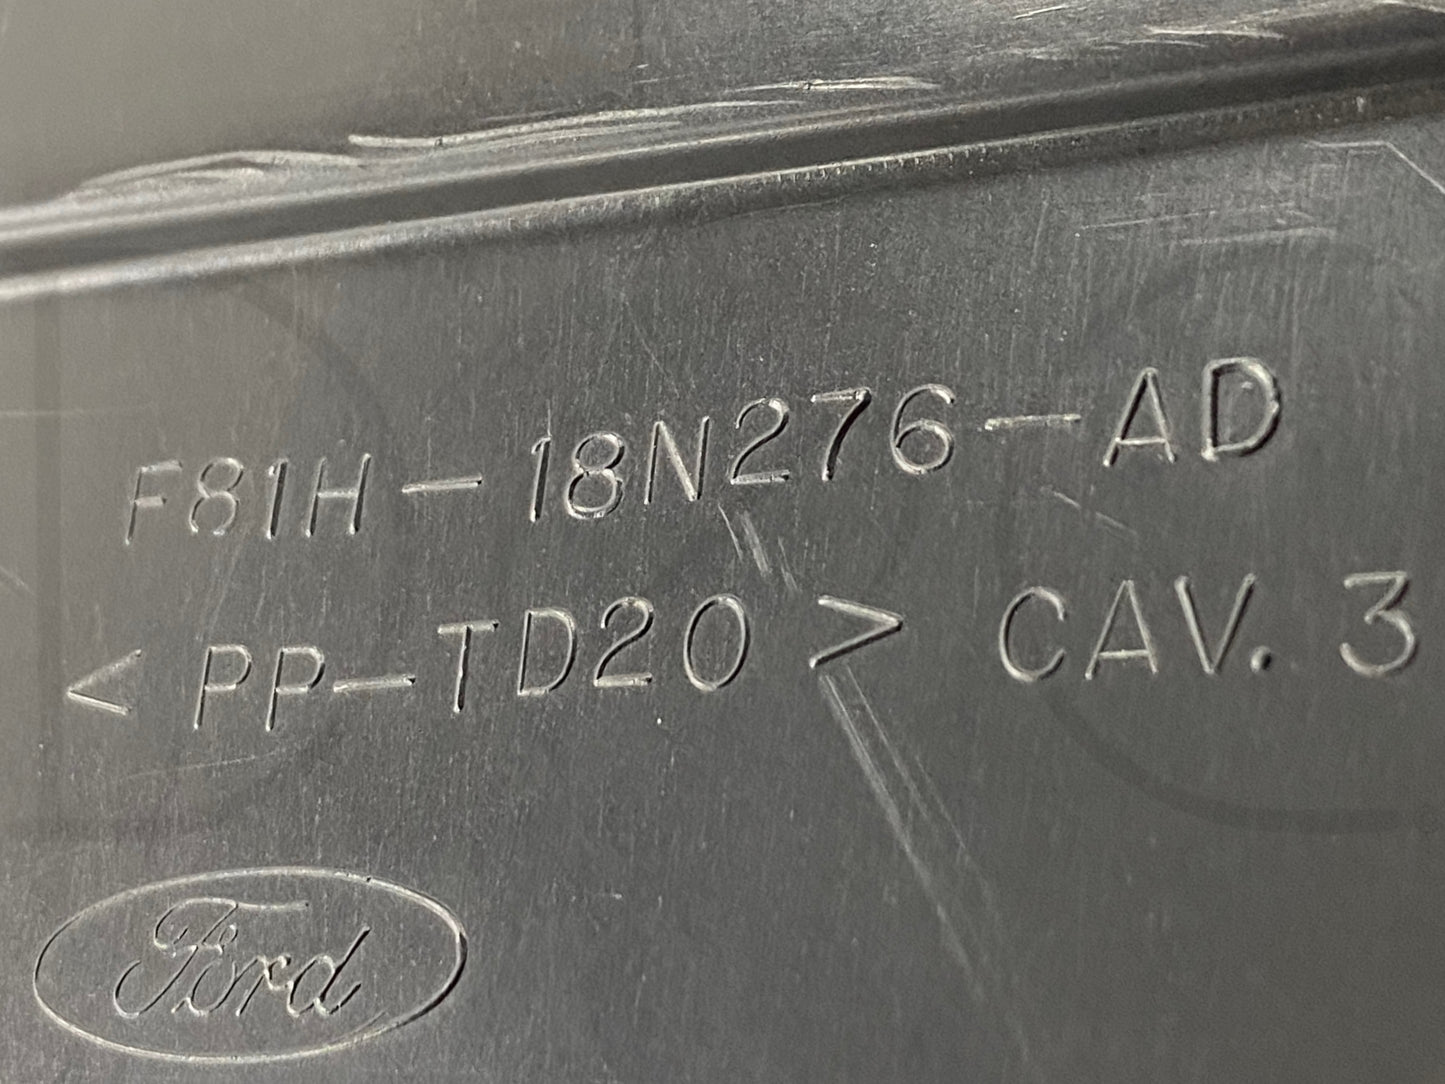 F81H-18N276-AD
<PP-TD20> CAV. 3
Ford